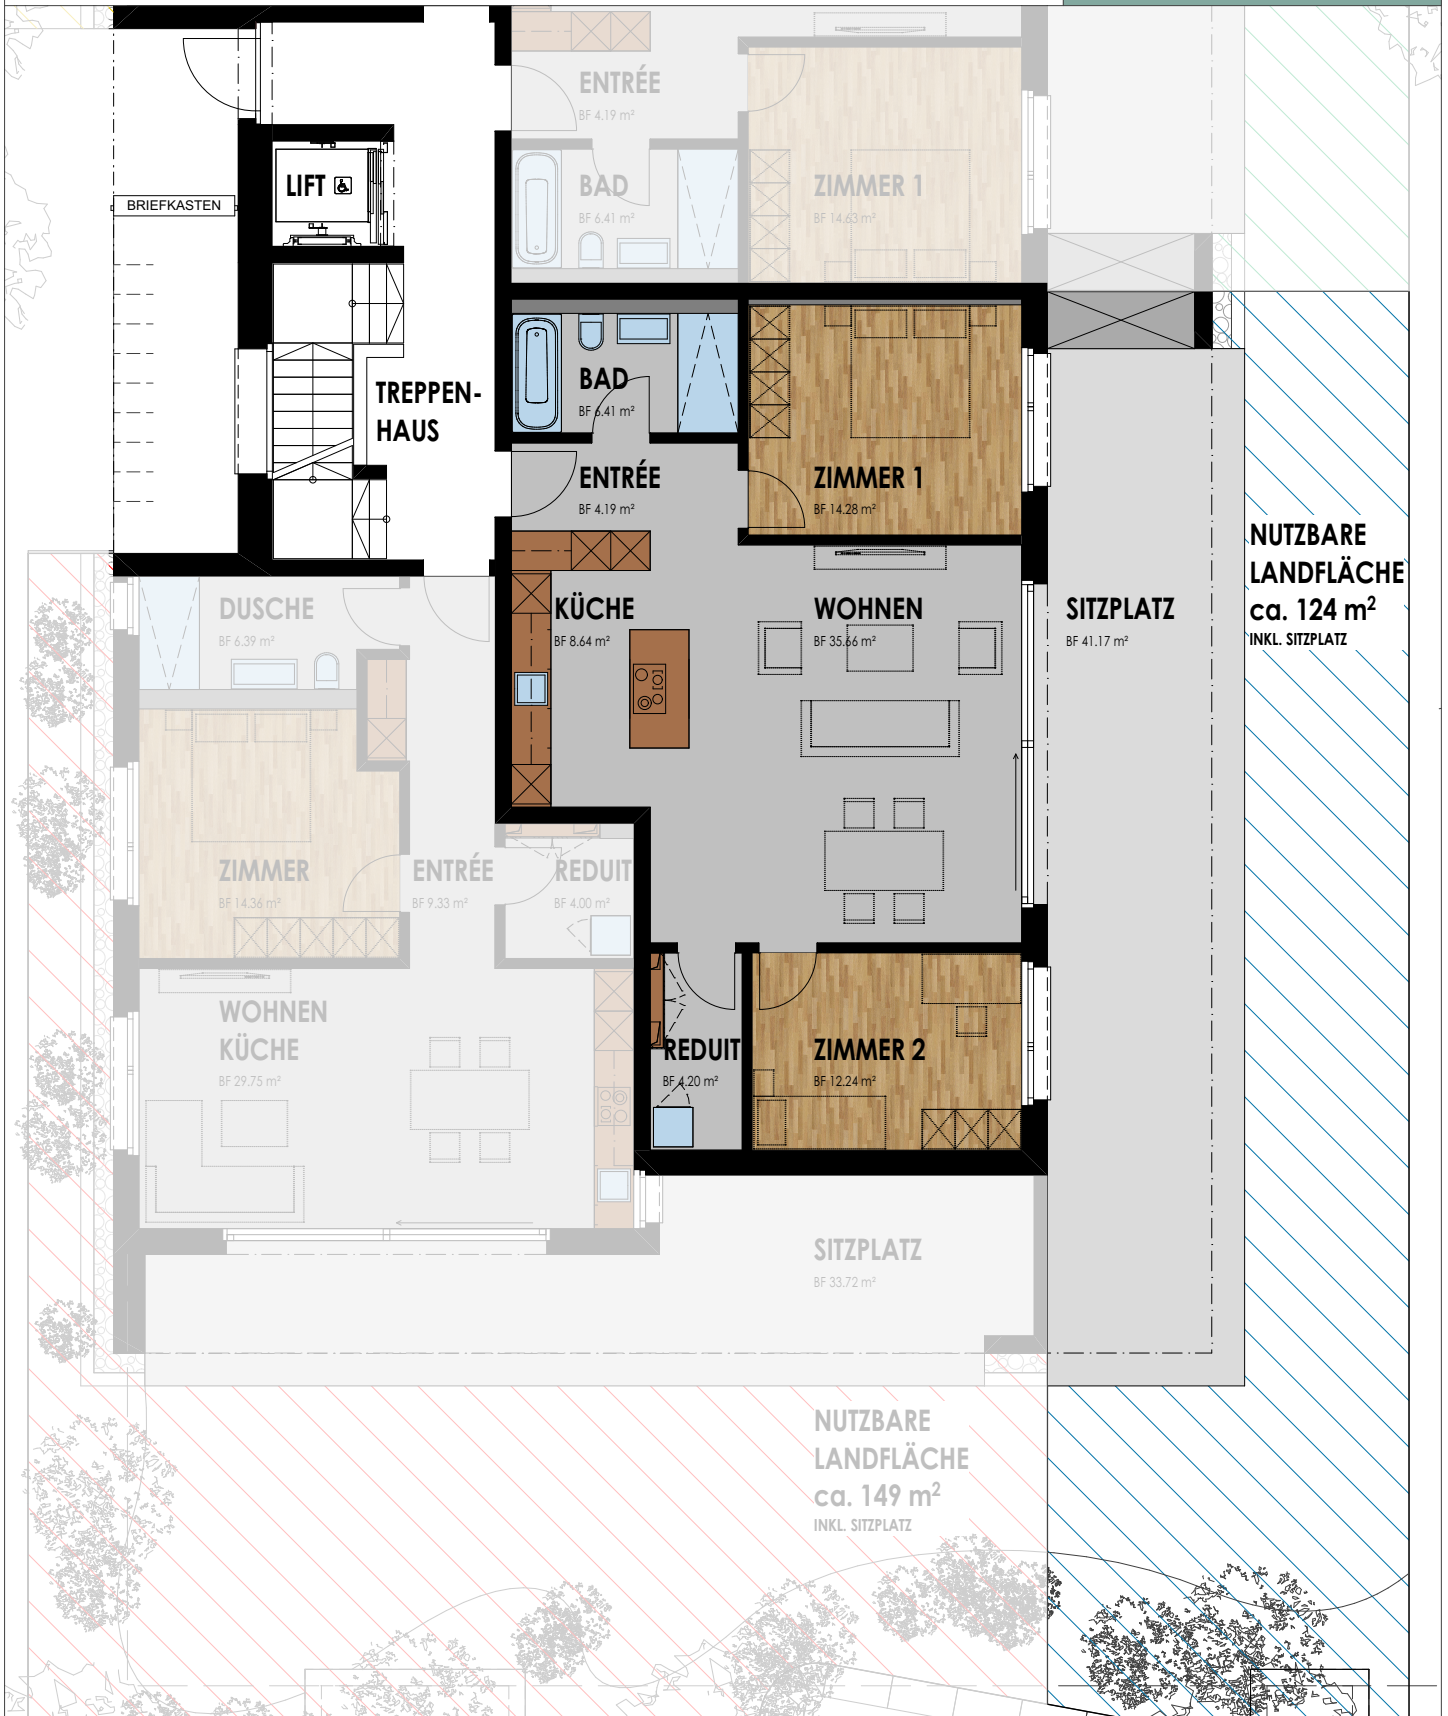 ENTRÉE
BF 4.19 m²
LIFT
BAD
BF 6.41 m²
ZIMMER 1
BF 14.63 m²
BRIEFKASTEN
TREPPEN-
HAUS
BAD
BF 6.41 m²
ENTRÉE
BF 4.19 m²
ZIMMER 1
BF 14.28 m²
NUTZBARE
LANDFLÄCHE
ca. 124 m²
INKL. SITZPLATZ
DUSCHE
BF 6.39 m²
KÜCHE
BF 8.64 m²
WOHNEN
BF 35.66 m²
SITZPLATZ
BF 41.17 m²
ZIMMER
BF 14.36 m²
ENTRÉE
BF 9.33 m²
REDUIT
BF 4.00 m²
WOHNEN
KÜCHE
BF 29.75 m²
REDUIT
BF 4.20 m²
ZIMMER 2
BF 12.24 m²
SITZPLATZ
BF 33.72 m²
NUTZBARE
LANDFLÄCHE
ca. 149 m²
INKL. SITZPLATZ